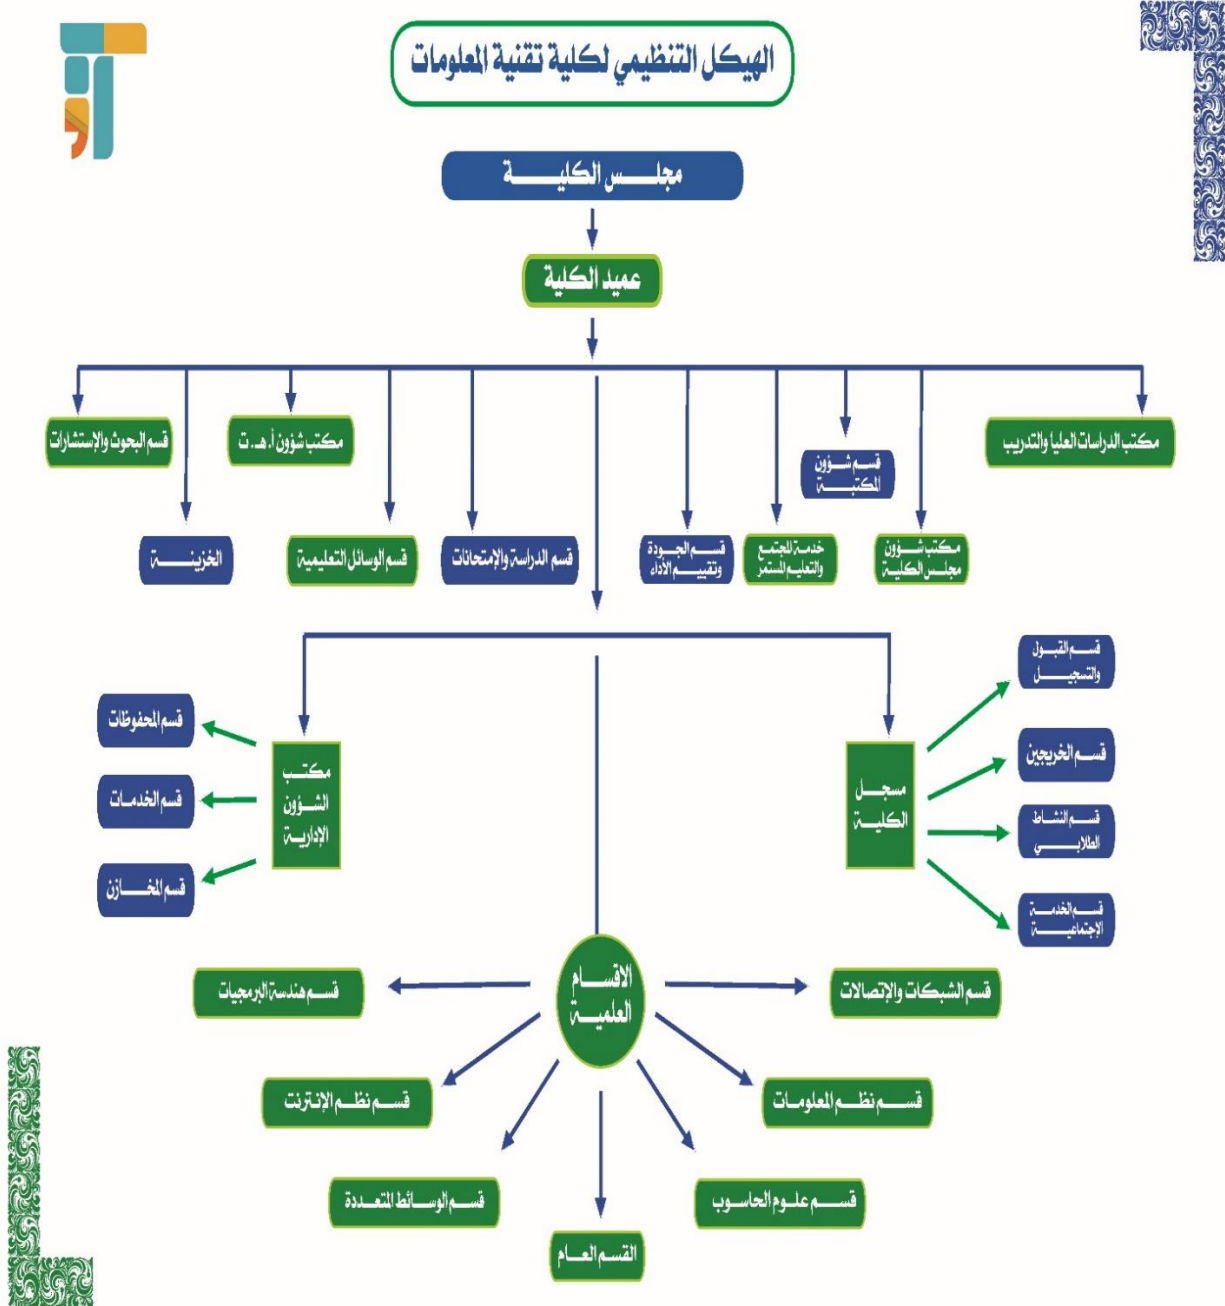 الهيكل التنظيمي لكلية تقنية المعلومات
مجلس الكلية
عميد الكلية
مكتب الدراسات العليا والتدريب
قسم شؤون
المكتبة
مكتب شؤون أ. هـ. ت
قسم البحوث والإستشارات
مكتب شؤون
مجلس الكلية
خدمة المجتمع
والتعليم المستمر
قسم الجودة
وتقييم الأداء
قسم الدراسة والإمتحانات
قسم الوسائل التعليمية
الخزينة
قسم القبول
والتسجيل
قسم الخريجين
قسم النشاط
الطلابي
قسم الخدمة
الإجتماعية
مسجل
الكلية
مكتب
الشؤون
الإدارية
قسم المحفوظات
قسم الخدمات
قسم المخازن
الاقسام
العلمية
قسم الشبكات والإتصالات
قسم هندسة البرمجيات
قسم نظم المعلومات
قسم نظم الإنترنت
قسم علوم الحاسوب
قسم الوسائط المتعددة
القسم العام